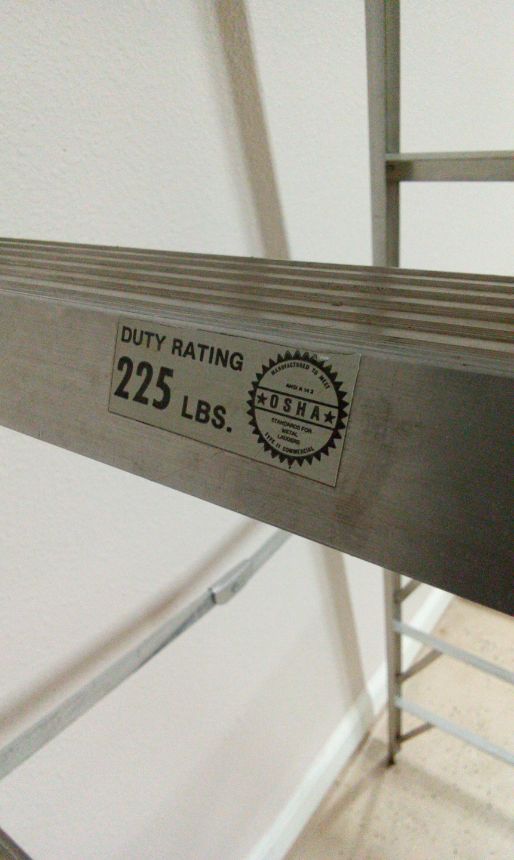 DUTY RATING
225 LBS.
MANUFACTURED TO MEET
ANSI A 14 2
★OSHA★
STANDARDS FOR
METAL
LADDERS
TYPE II COMMERCIAL